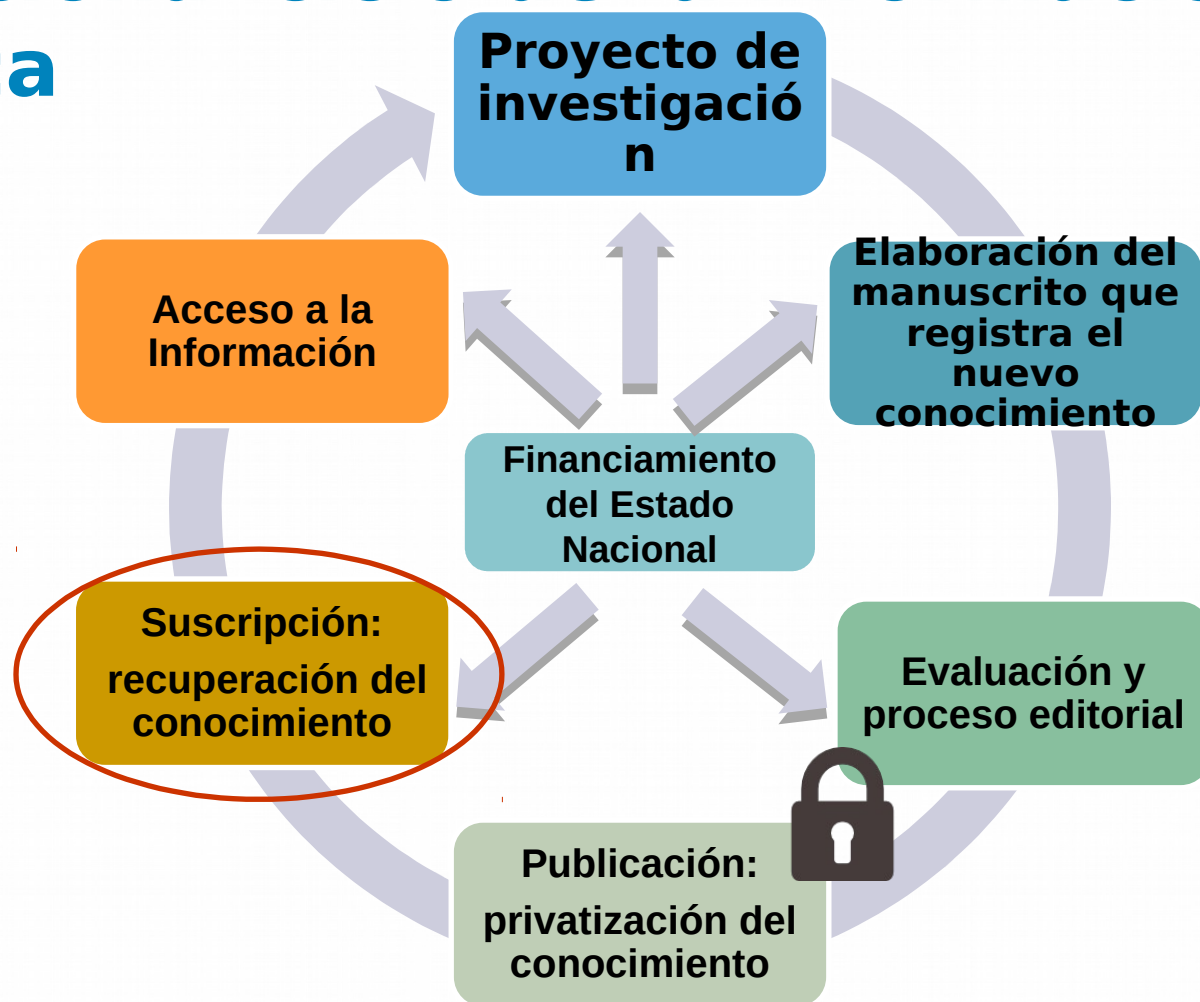 Proyecto de
investigació
n
Elaboración del
manuscrito que
registra el
nuevo
conocimiento
Acceso a la
Información
Financiamiento
del Estado
Nacional
Suscripción:
recuperación del
conocimiento
Evaluación y
proceso editorial
Publicación:
privatización del
conocimiento